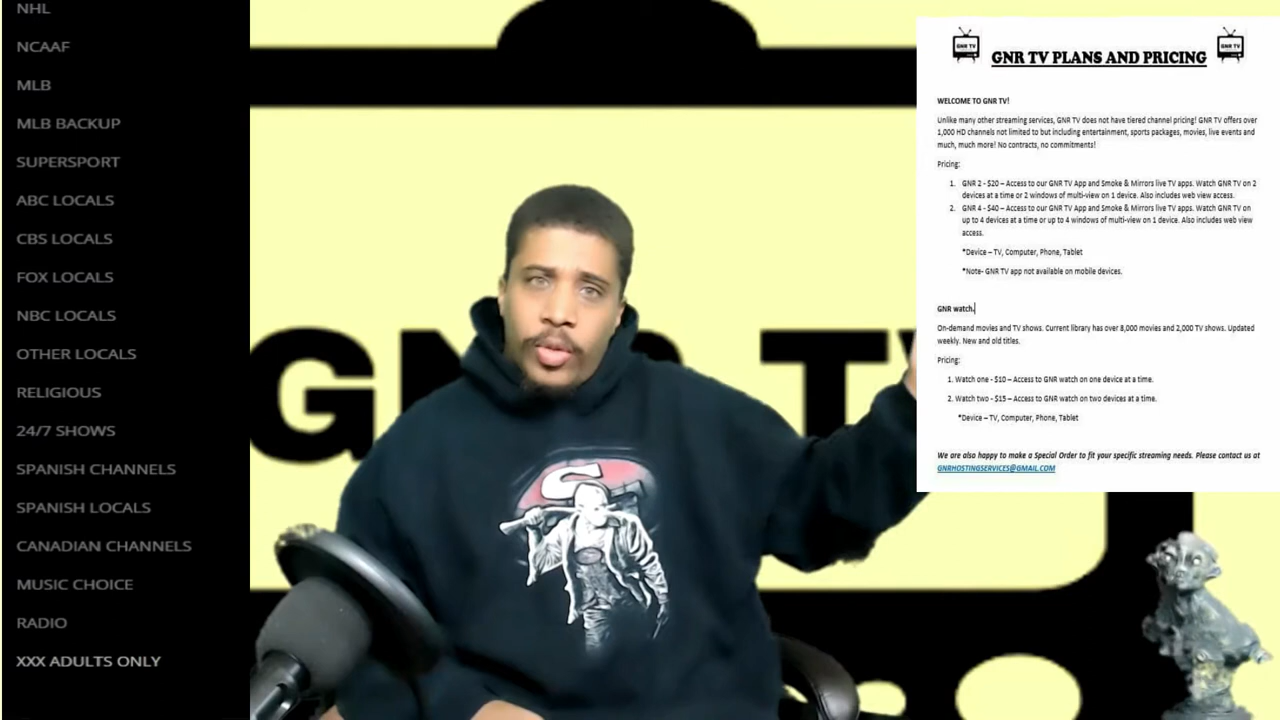 NHL
NCAAF
MLB
MLB BACKUP
SUPERSPORT
ABC LOCALS
CBS LOCALS
FOX LOCALS
NBC LOCALS
OTHER LOCALS
RELIGIOUS
24/7 SHOWS
SPANISH CHANNELS
SPANISH LOCALS
CANADIAN CHANNELS
MUSIC CHOICE
RADIO
XXX ADULTS ONLY
GNR TV
GNR TV
GNR TV
GNR TV PLANS AND PRICING
WELCOME TO GNR TV!
Unlike many other streaming services, GNR TV does not have tiered channel pricing! GNR TV offers over
1,000 HD channels not limited to but including entertainment, sports packages, movies, live events and
much, much more! No contracts, no commitments!
Pricing:
1. GNR 2 - $20 – Access to our GNR TV App and Smoke & Mirrors live TV apps. Watch GNR TV on 2
devices at a time or 2 windows of multi-view on 1 device. Also includes web view access.
2. GNR 4 - $40 – Access to our GNR TV App and Smoke & Mirrors live TV apps. Watch GNR TV on
up to 4 devices at a time or up to 4 windows of multi-view on 1 device. Also includes web view
access.
*Device – TV, Computer, Phone, Tablet
*Note- GNR TV app not available on mobile devices.
GNR watch.
On-demand movies and TV shows. Current library has over 8,000 movies and 2,000 TV shows. Updated
weekly. New and old titles.
Pricing:
1. Watch one - $10 – Access to GNR watch on one device at a time.
2. Watch two - $15 – Access to GNR watch on two devices at a time.
*Device – TV, Computer, Phone, Tablet
We are also happy to make a Special Order to fit your specific streaming needs. Please contact us at
GNRHOSTINGSERVICES@GMAIL.COM